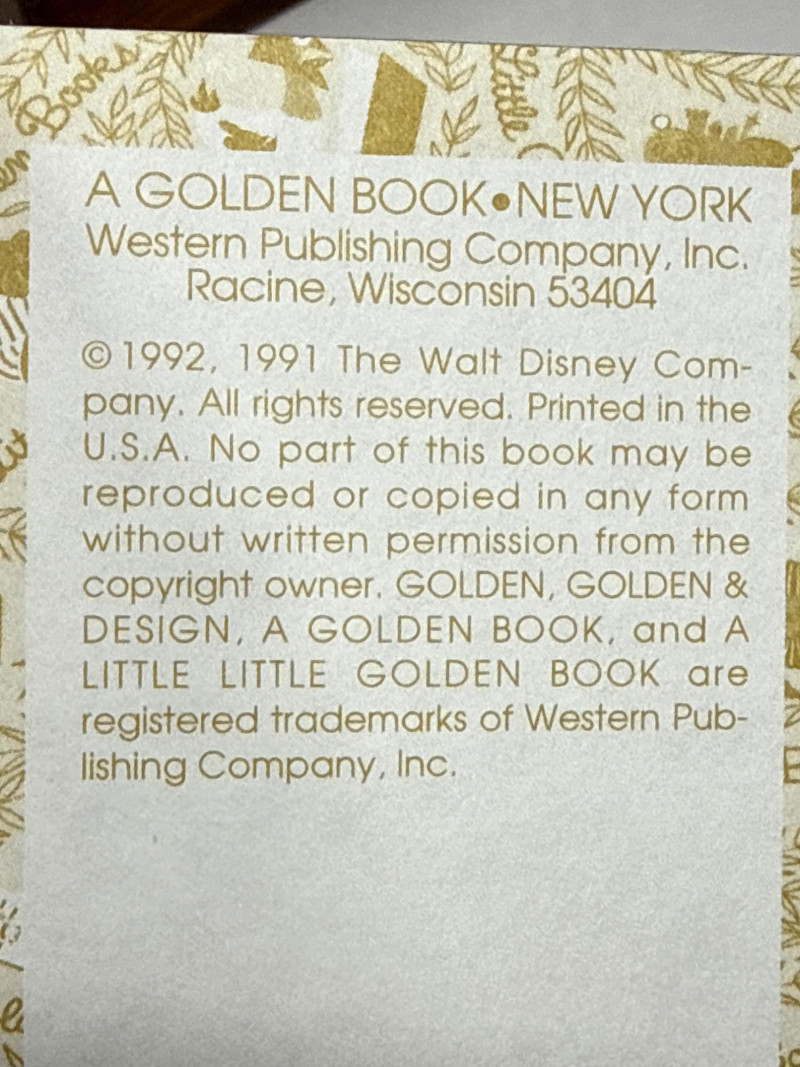 Books
Little
A GOLDEN BOOK•NEW YORK
Western Publishing Company, Inc.
Racine, Wisconsin 53404
© 1992, 1991 The Walt Disney Com-
pany. All rights reserved. Printed in the
U.S.A. No part of this book may be
reproduced or copied in any form
without written permission from the
copyright owner. GOLDEN, GOLDEN &
DESIGN, A GOLDEN BOOK, and A
LITTLE LITTLE GOLDEN BOOK are
registered trademarks of Western Pub-
lishing Company, Inc.